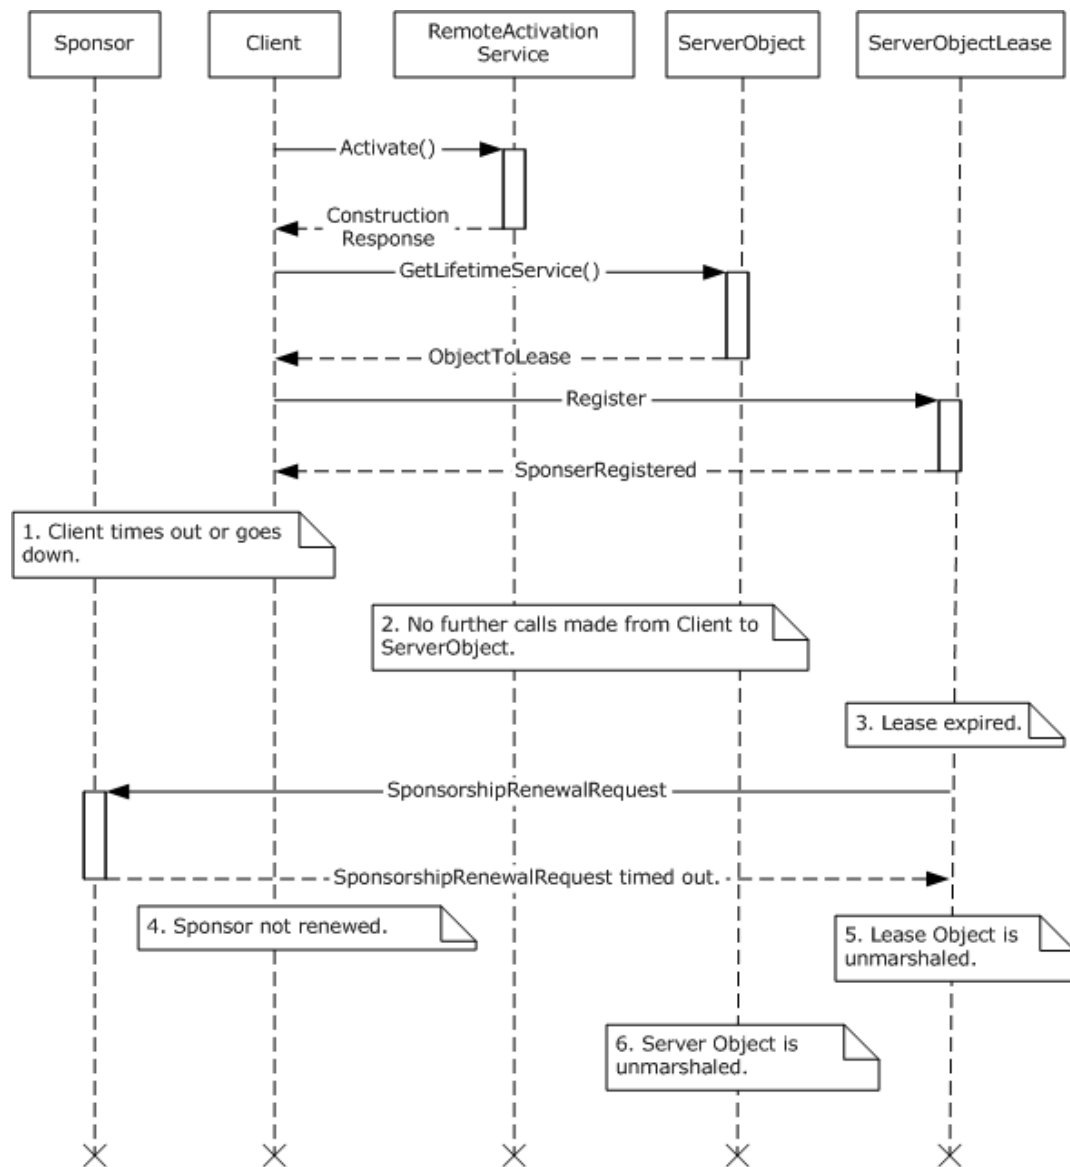 Sponsor
Client
RemoteActivation
Service
ServerObject
ServerObjectLease
Activate()
Construction
Response
GetLifetimeService()
ObjectToLease
Register
SponserRegistered
1. Client times out or goes
down.
2. No further calls made from Client to
ServerObject.
3. Lease expired.
SponsorshipRenewalRequest
SponsorshipRenewalRequest timed out.
4. Sponsor not renewed.
5. Lease Object is
unmarshaled.
6. Server Object is
unmarshaled.